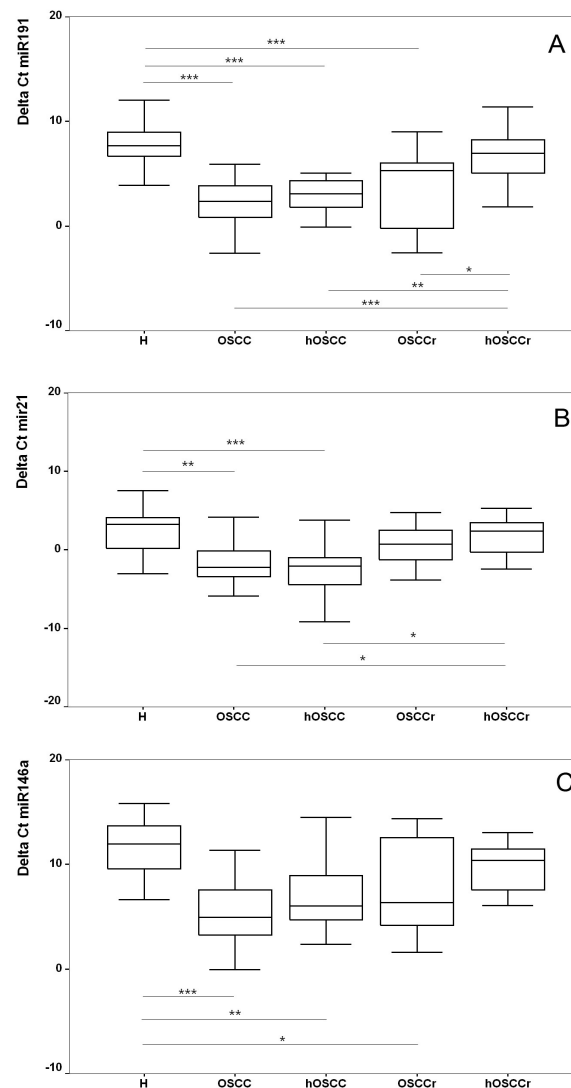 Delta Ct miR191
A
20
10
0
-10
***
***
***
*
**
***
H OSCC hOSCC OSCCr hOSCCr
Delta Ct mir21
B
20
10
0
-10
-20
***
**
*
*
H OSCC hOSCC OSCCr hOSCCr
Delta Ct miR146a
C
20
10
0
-10
***
**
*
H OSCC hOSCC OSCCr hOSCCr